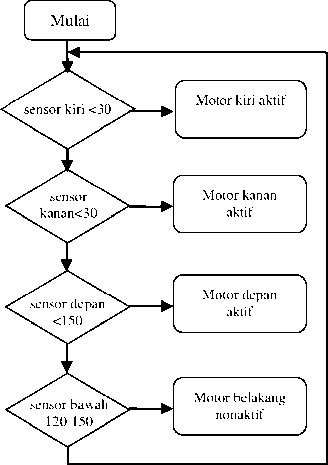 Mulai
sensor kiri <30
Motor kiri aktif
sensor
kanan<30
Motor kanan
aktif
sensor depan
<150
Motor depan
aktif
sensor bawah
120-150
Motor belakang
nonaktif